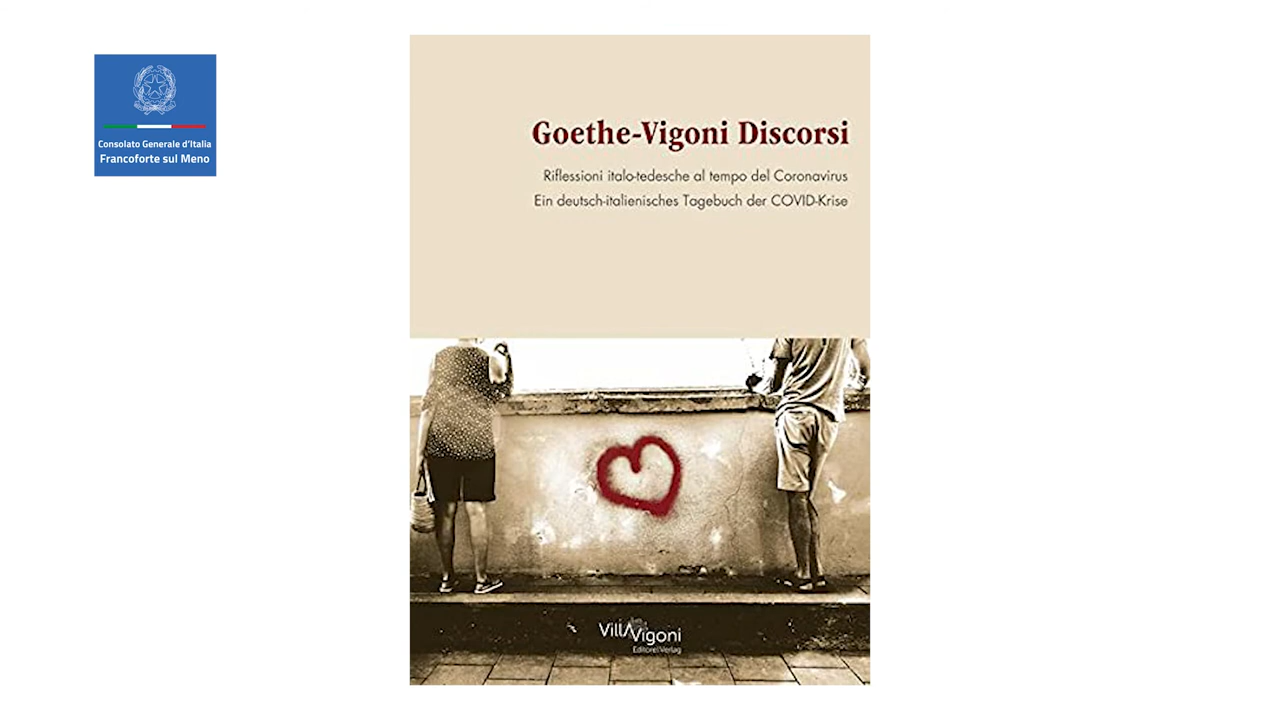 Consolato Generale d'Italia
Francoforte sul Meno
Goethe-Vigoni Discorsi
Riflessioni italo-tedesche al tempo del Coronavirus
Ein deutsch-italienisches Tagebuch der COVID-Krise
Villa Vigoni
Editore|Verlag